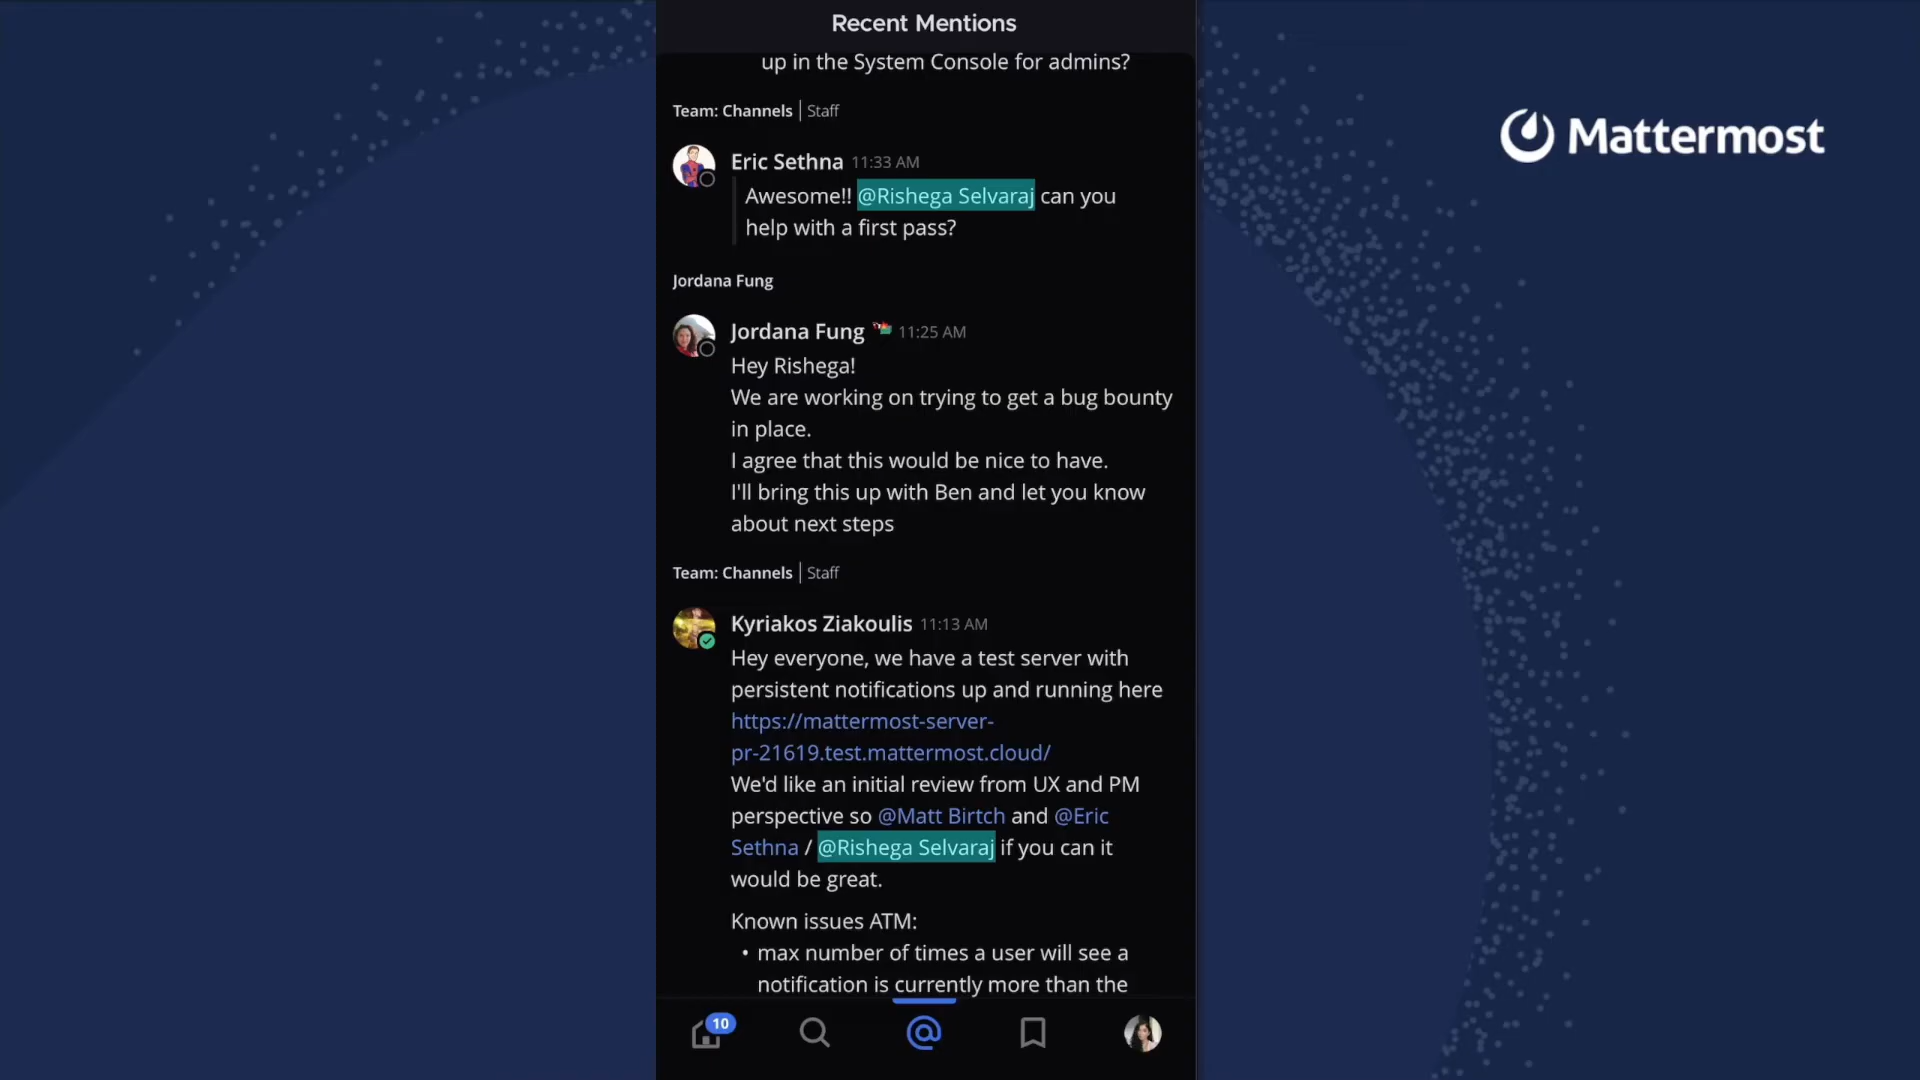 Recent Mentions
up in the System Console for admins?
Team: Channels | Staff
Eric Sethna 11:33 AM
Awesome!! @Rishega Selvaraj can you
help with a first pass?
Jordana Fung
Jordana Fung 11:25 AM
Hey Rishega!
We are working on trying to get a bug bounty
in place.
I agree that this would be nice to have.
I'll bring this up with Ben and let you know
about next steps
Team: Channels | Staff
Kyriakos Ziakoulis 11:13 AM
Hey everyone, we have a test server with
persistent notifications up and running here
https://mattermost-server-
pr-21619.test.mattermost.cloud/
We'd like an initial review from UX and PM
perspective so @Matt Birtch and @Eric
Sethna / @Rishega Selvaraj if you can it
would be great.
Known issues ATM:
• max number of times a user will see a
notification is currently more than the
10
Mattermost